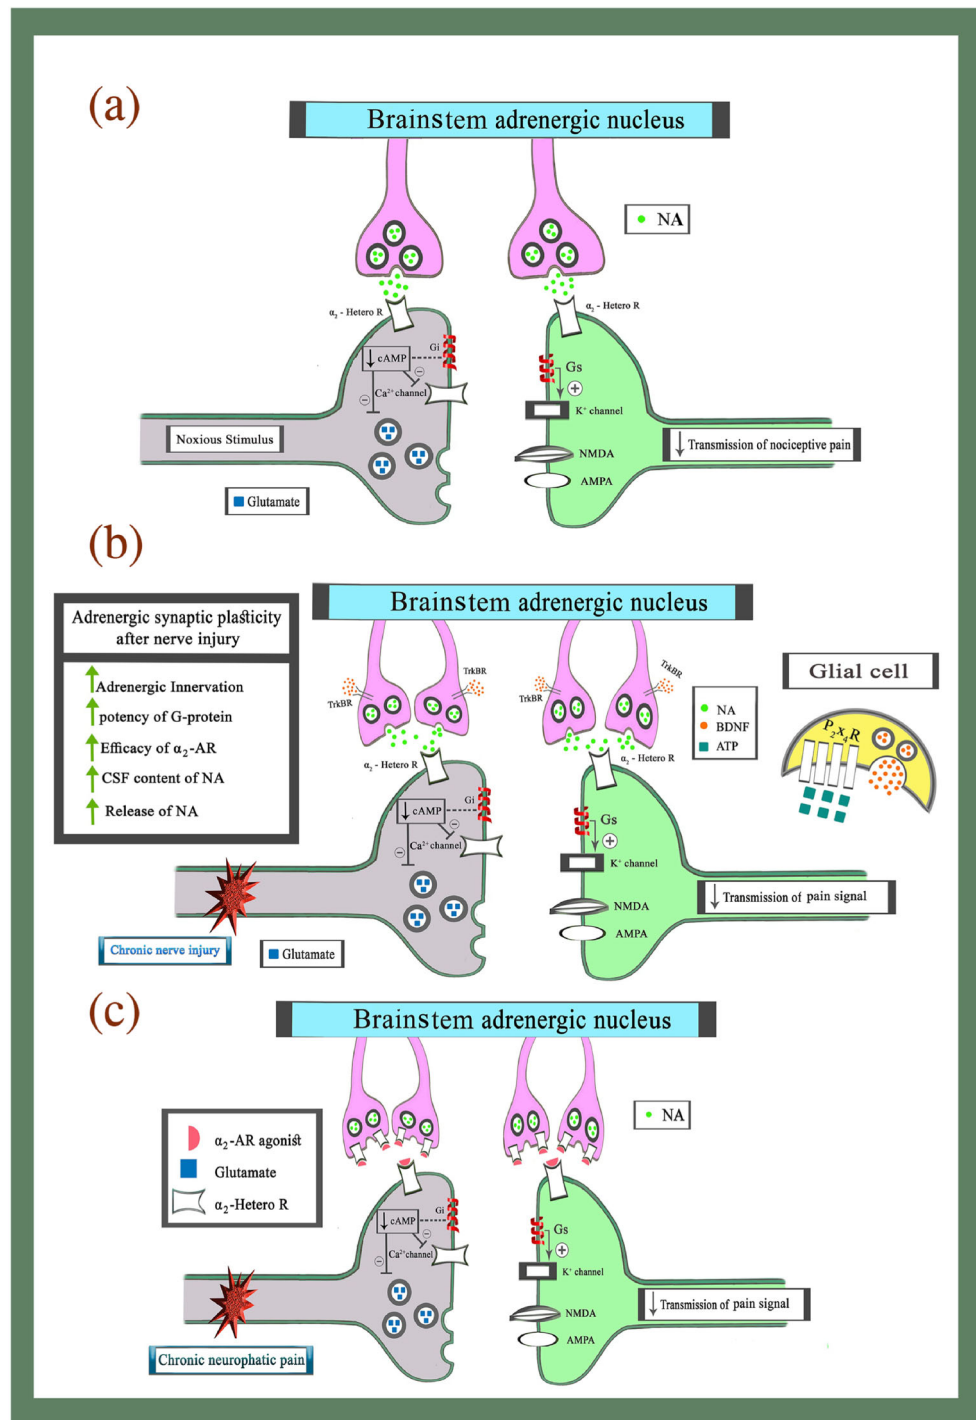 (a)
Brainstem adrenergic nucleus
NA
α₂ - Hetero R
α₂ - Hetero R
Gi
↓ cAMP
Ca²⁺ channel
Gs
K⁺ channel
Noxious Stimulus
NMDA
AMPA
↓ Transmission of nociceptive pain
Glutamate
(b)
Brainstem adrenergic nucleus
Adrenergic synaptic plasticity
after nerve injury
Adrenergic Innervation
potency of G-protein
Efficacy of α₂-AR
CSF content of NA
Release of NA
TrkBR
TrkBR
TrkBR
TrkBR
Glial cell
NA
BDNF
ATP
P₂x₄R
α₂ - Hetero R
α₂ - Hetero R
Gi
↓ cAMP
Ca²⁺channel
Gs
K⁺ channel
NMDA
AMPA
↓ Transmission of pain signal
Chronic nerve injury
Glutamate
(c)
Brainstem adrenergic nucleus
α₂-AR agonist
Glutamate
α₂-Hetero R
NA
Gi
↓ cAMP
Ca²⁺channel
Gs
K⁺ channel
NMDA
AMPA
↓ Transmission of pain signal
Chronic neurophatic pain